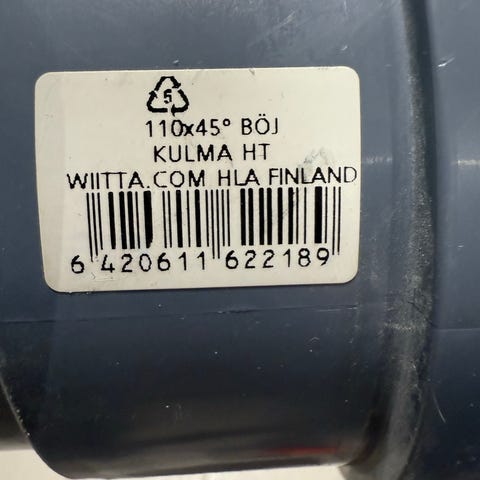 5
110x45° BÖJ
KULMA HT
WIITTA.COM HLA FINLAND
6 420611 622189